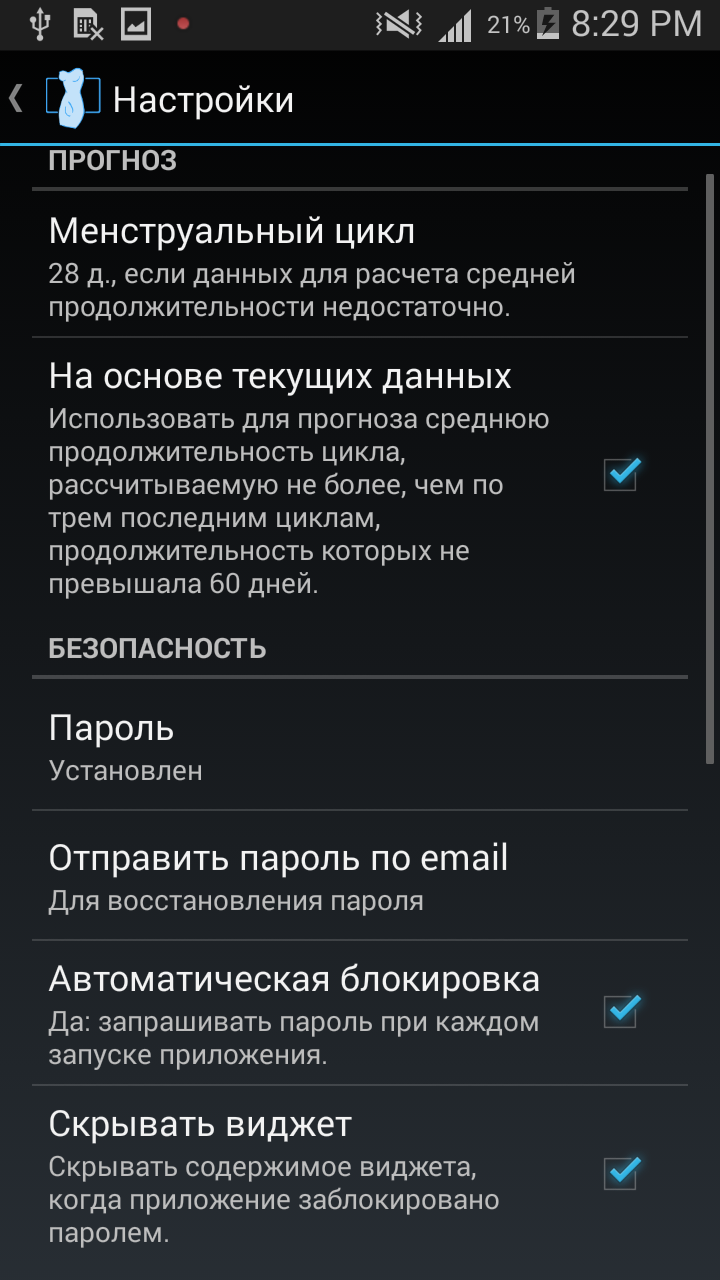 21% 8:29 PM
Настройки
ПРОГНОЗ
Менструальный цикл
28 д., если данных для расчета средней
продолжительности недостаточно.
На основе текущих данных
Использовать для прогноза среднюю
продолжительность цикла,
рассчитываемую не более, чем по
трем последним циклам,
продолжительность которых не
превышала 60 дней.
БЕЗОПАСНОСТЬ
Пароль
Установлен
Отправить пароль по email
Для восстановления пароля
Автоматическая блокировка
Да: запрашивать пароль при каждом
запуске приложения.
Скрывать виджет
Скрывать содержимое виджета,
когда приложение заблокировано
паролем.